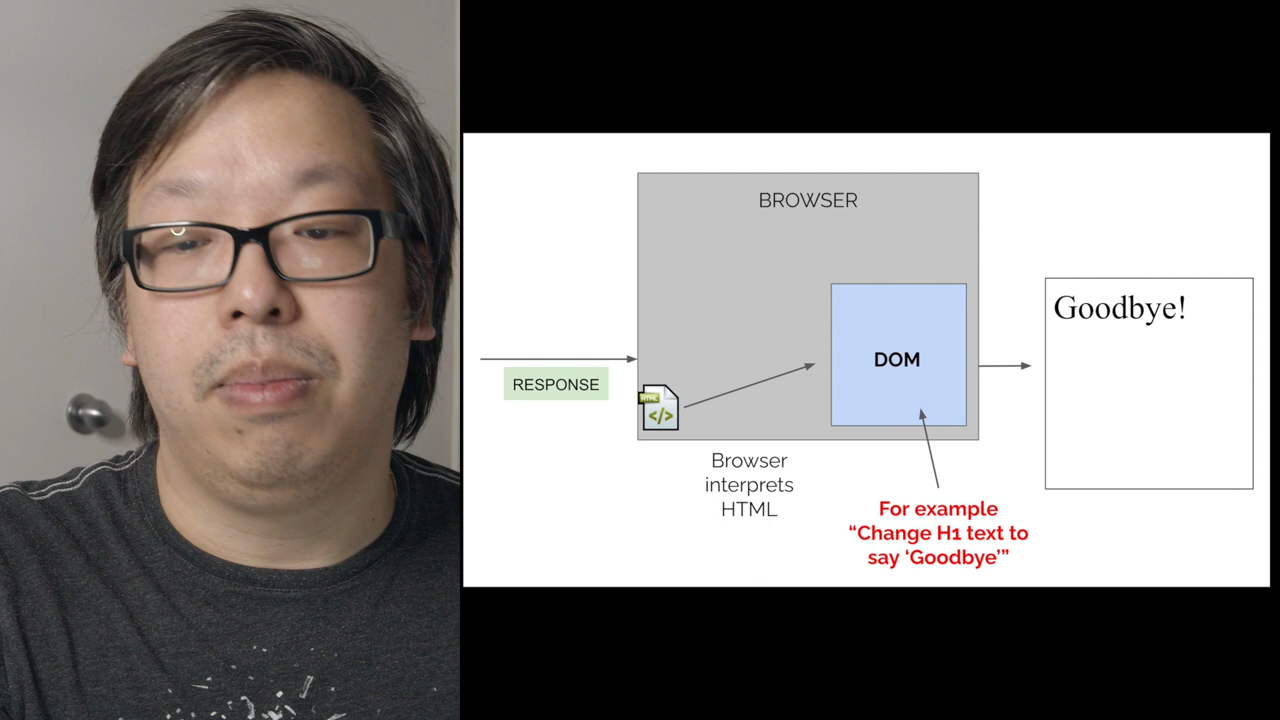 BROWSER
Goodbye!
DOM
RESPONSE
HTML
</>
Browser
interprets
HTML
For example
“Change H1 text to
say ‘Goodbye’”